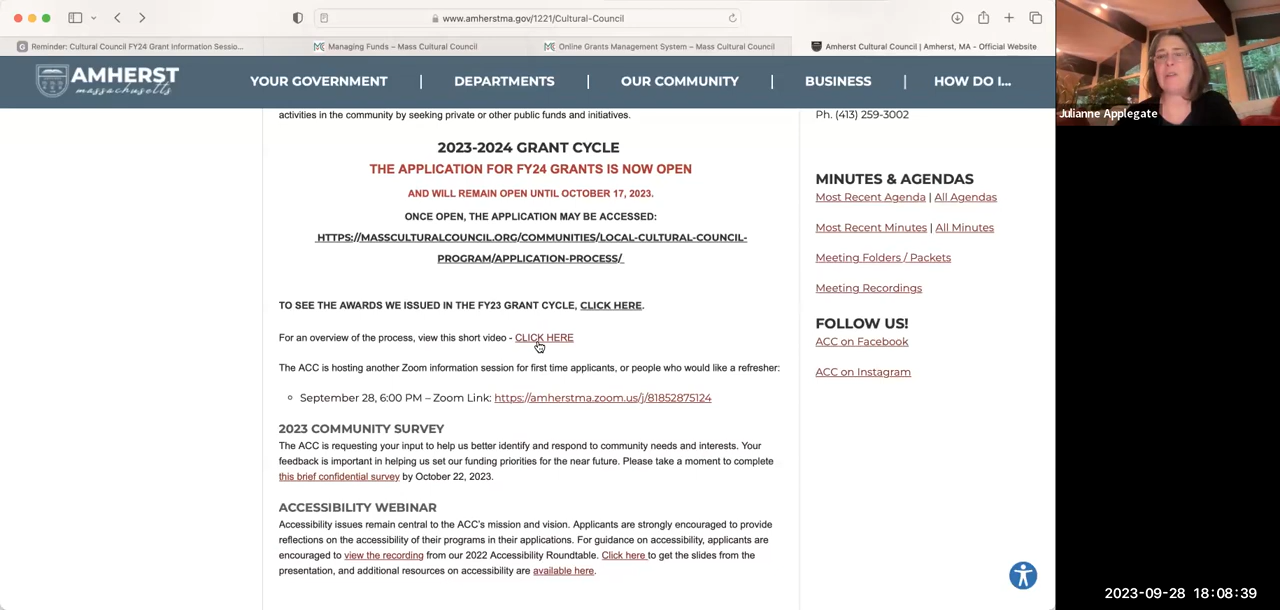 www.amherstma.gov/1221/Cultural-Council
G Reminder: Cultural Council FY24 Grant Information Sessio...
Managing Funds – Mass Cultural Council
Online Grants Management System – Mass Cultural Council
Amherst Cultural Council | Amherst, MA - Official Website
AMHERST
Massachusetts
YOUR GOVERNMENT | DEPARTMENTS | OUR COMMUNITY | BUSINESS | HOW DO I...
Julianne Applegate
activities in the community by seeking private or other public funds and initiatives.
2023-2024 GRANT CYCLE
THE APPLICATION FOR FY24 GRANTS IS NOW OPEN
AND WILL REMAIN OPEN UNTIL OCTOBER 17, 2023.
ONCE OPEN, THE APPLICATION MAY BE ACCESSED:
HTTPS://MASSCULTURALCOUNCIL.ORG/COMMUNITIES/LOCAL-CULTURAL-COUNCIL-
PROGRAM/APPLICATION-PROCESS/
TO SEE THE AWARDS WE ISSUED IN THE FY23 GRANT CYCLE, CLICK HERE.
For an overview of the process, view this short video - CLICK HERE
The ACC is hosting another Zoom information session for first time applicants, or people who would like a refresher:
September 28, 6:00 PM – Zoom Link: https://amherstma.zoom.us/j/81852875124
2023 COMMUNITY SURVEY
The ACC is requesting your input to help us better identify and respond to community needs and interests. Your
feedback is important in helping us set our funding priorities for the near future. Please take a moment to complete
this brief confidential survey by October 22, 2023.
ACCESSIBILITY WEBINAR
Accessibility issues remain central to the ACC's mission and vision. Applicants are strongly encouraged to provide
reflections on the accessibility of their programs in their applications. For guidance on accessibility, applicants are
encouraged to view the recording from our 2022 Accessibility Roundtable. Click here to get the slides from the
presentation, and additional resources on accessibility are available here.
Ph. (413) 259-3002
MINUTES & AGENDAS
Most Recent Agenda | All Agendas
Most Recent Minutes | All Minutes
Meeting Folders / Packets
Meeting Recordings
FOLLOW US!
ACC on Facebook
ACC on Instagram
2023-09-28 18:08:39